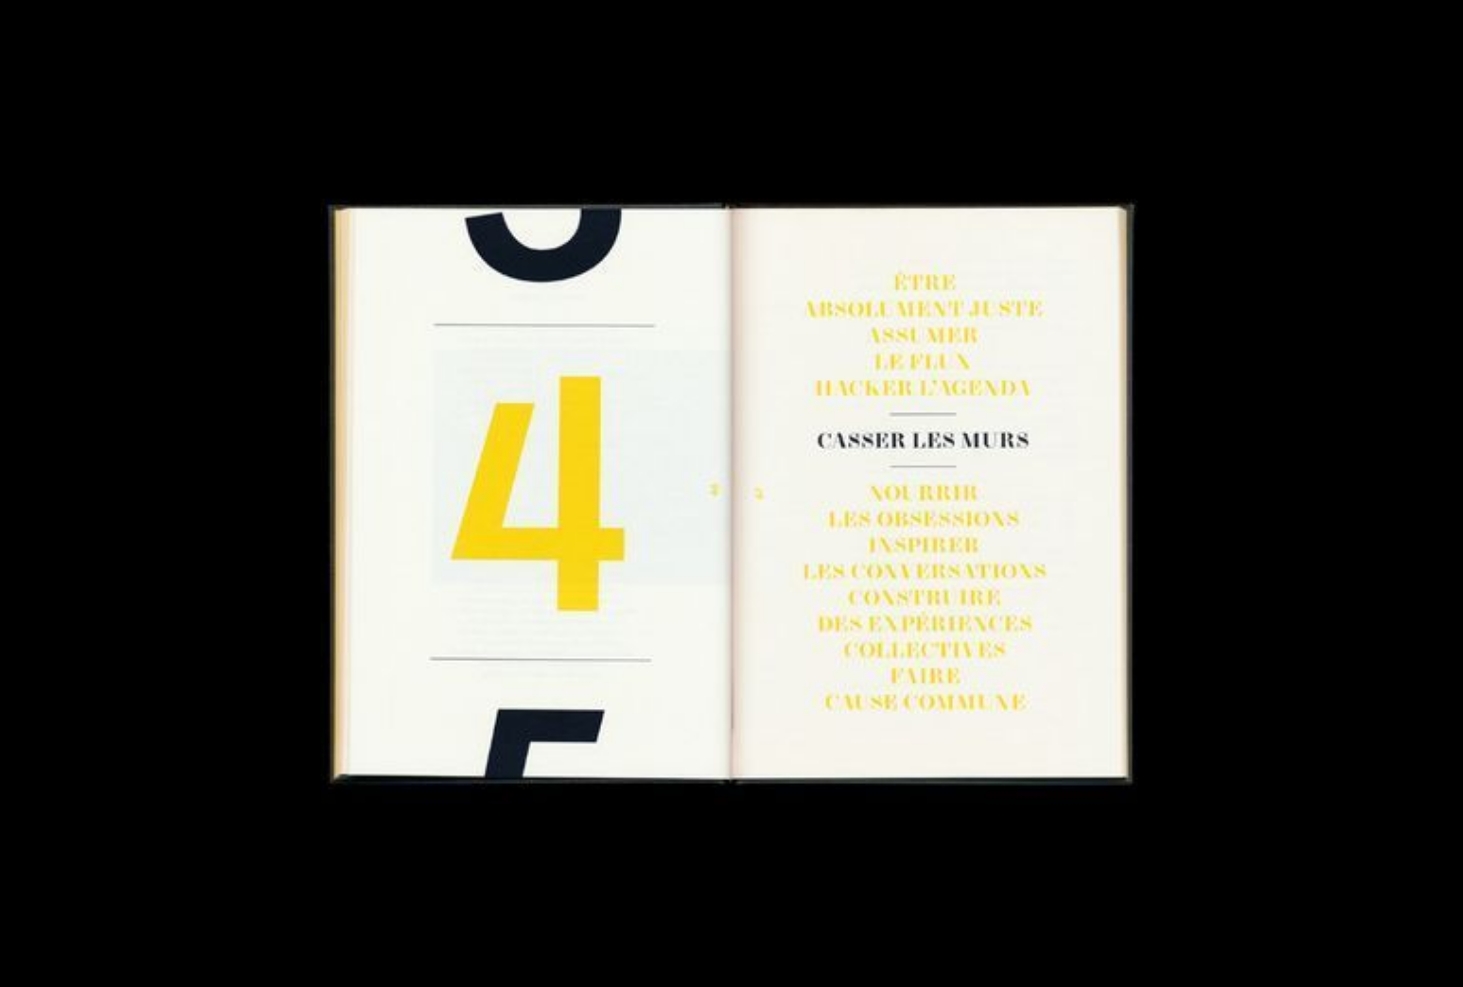 3
4
5
ÊTRE
ABSOLUMENT JUSTE
ASSUMER
LE FLUX
HACKER L'AGENDA
CASSER LES MURS
NOURRIR
LES OBSESSIONS
INSPIRER
LES CONVERSATIONS
CONSTRUIRE
DES EXPÉRIENCES
COLLECTIVES
FAIRE
CAUSE COMMUNE